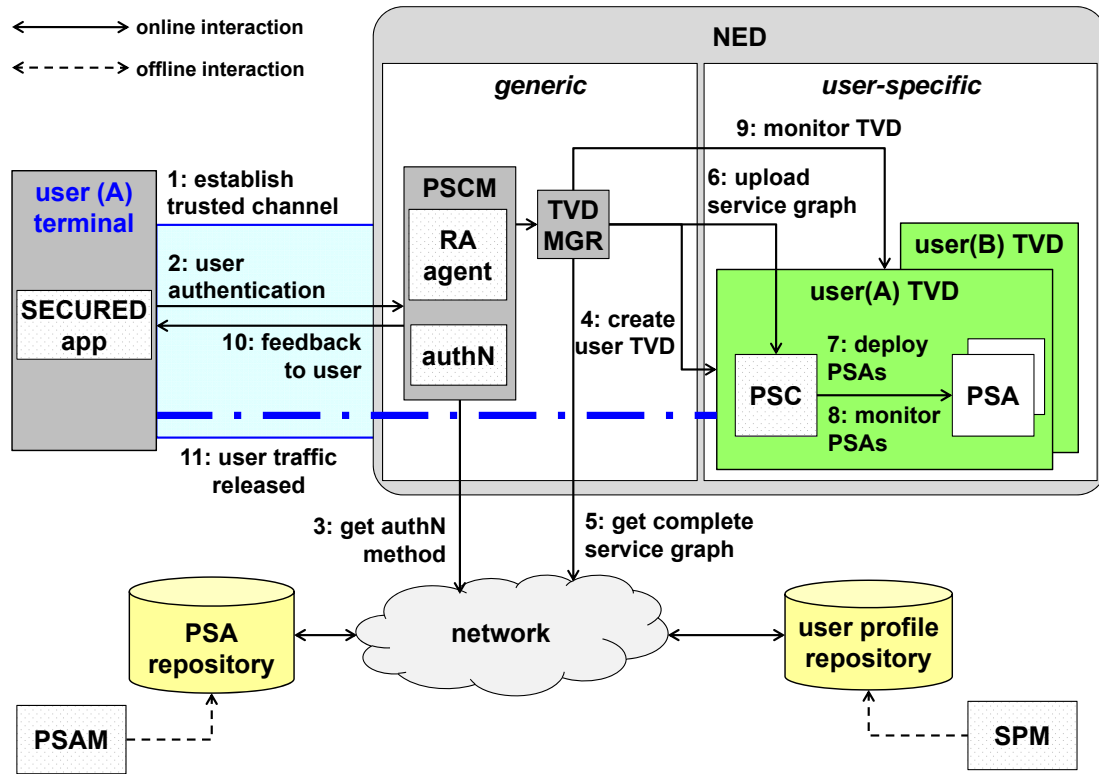 online interaction
offline interaction
NED
generic
user-specific
9: monitor TVD
user (A)
terminal
1: establish
trusted channel
PSCM
TVD
MGR
6: upload
service graph
RA
agent
user(B) TVD
2: user
authentication
user(A) TVD
SECURED
app
10: feedback
to user
authN
4: create
user TVD
7: deploy
PSAs
PSC
PSA
8: monitor
PSAs
11: user traffic
released
3: get authN
method
5: get complete
service graph
PSA
repository
network
user profile
repository
PSAM
SPM